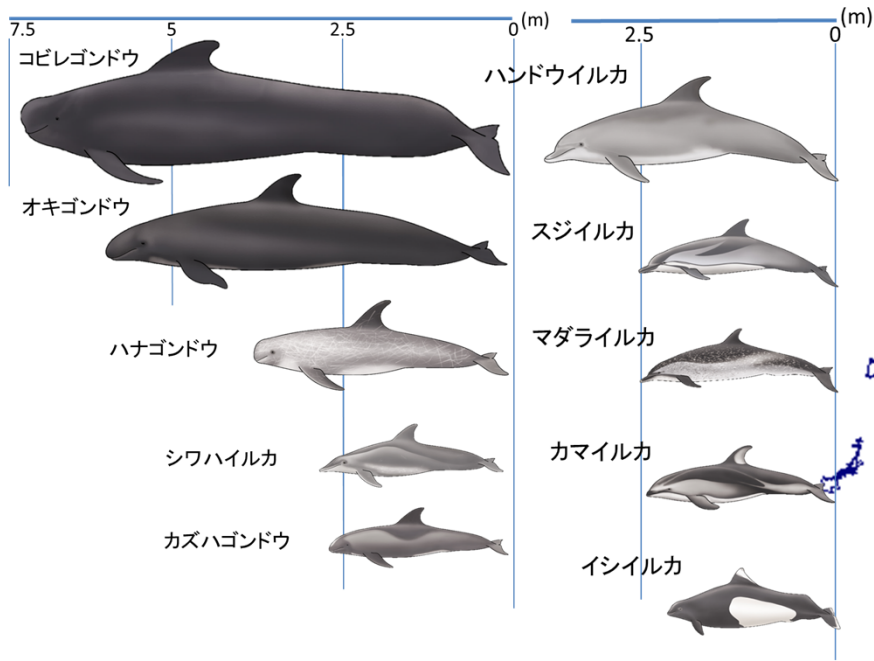 7.5 5 2.5 0 (m)
コビレゴンドウ
オキゴンドウ
ハナゴンドウ
シワハイルカ
カズハゴンドウ
2.5 0 (m)
ハンドウイルカ
スジイルカ
マダライルカ
カマイルカ
イシイルカ